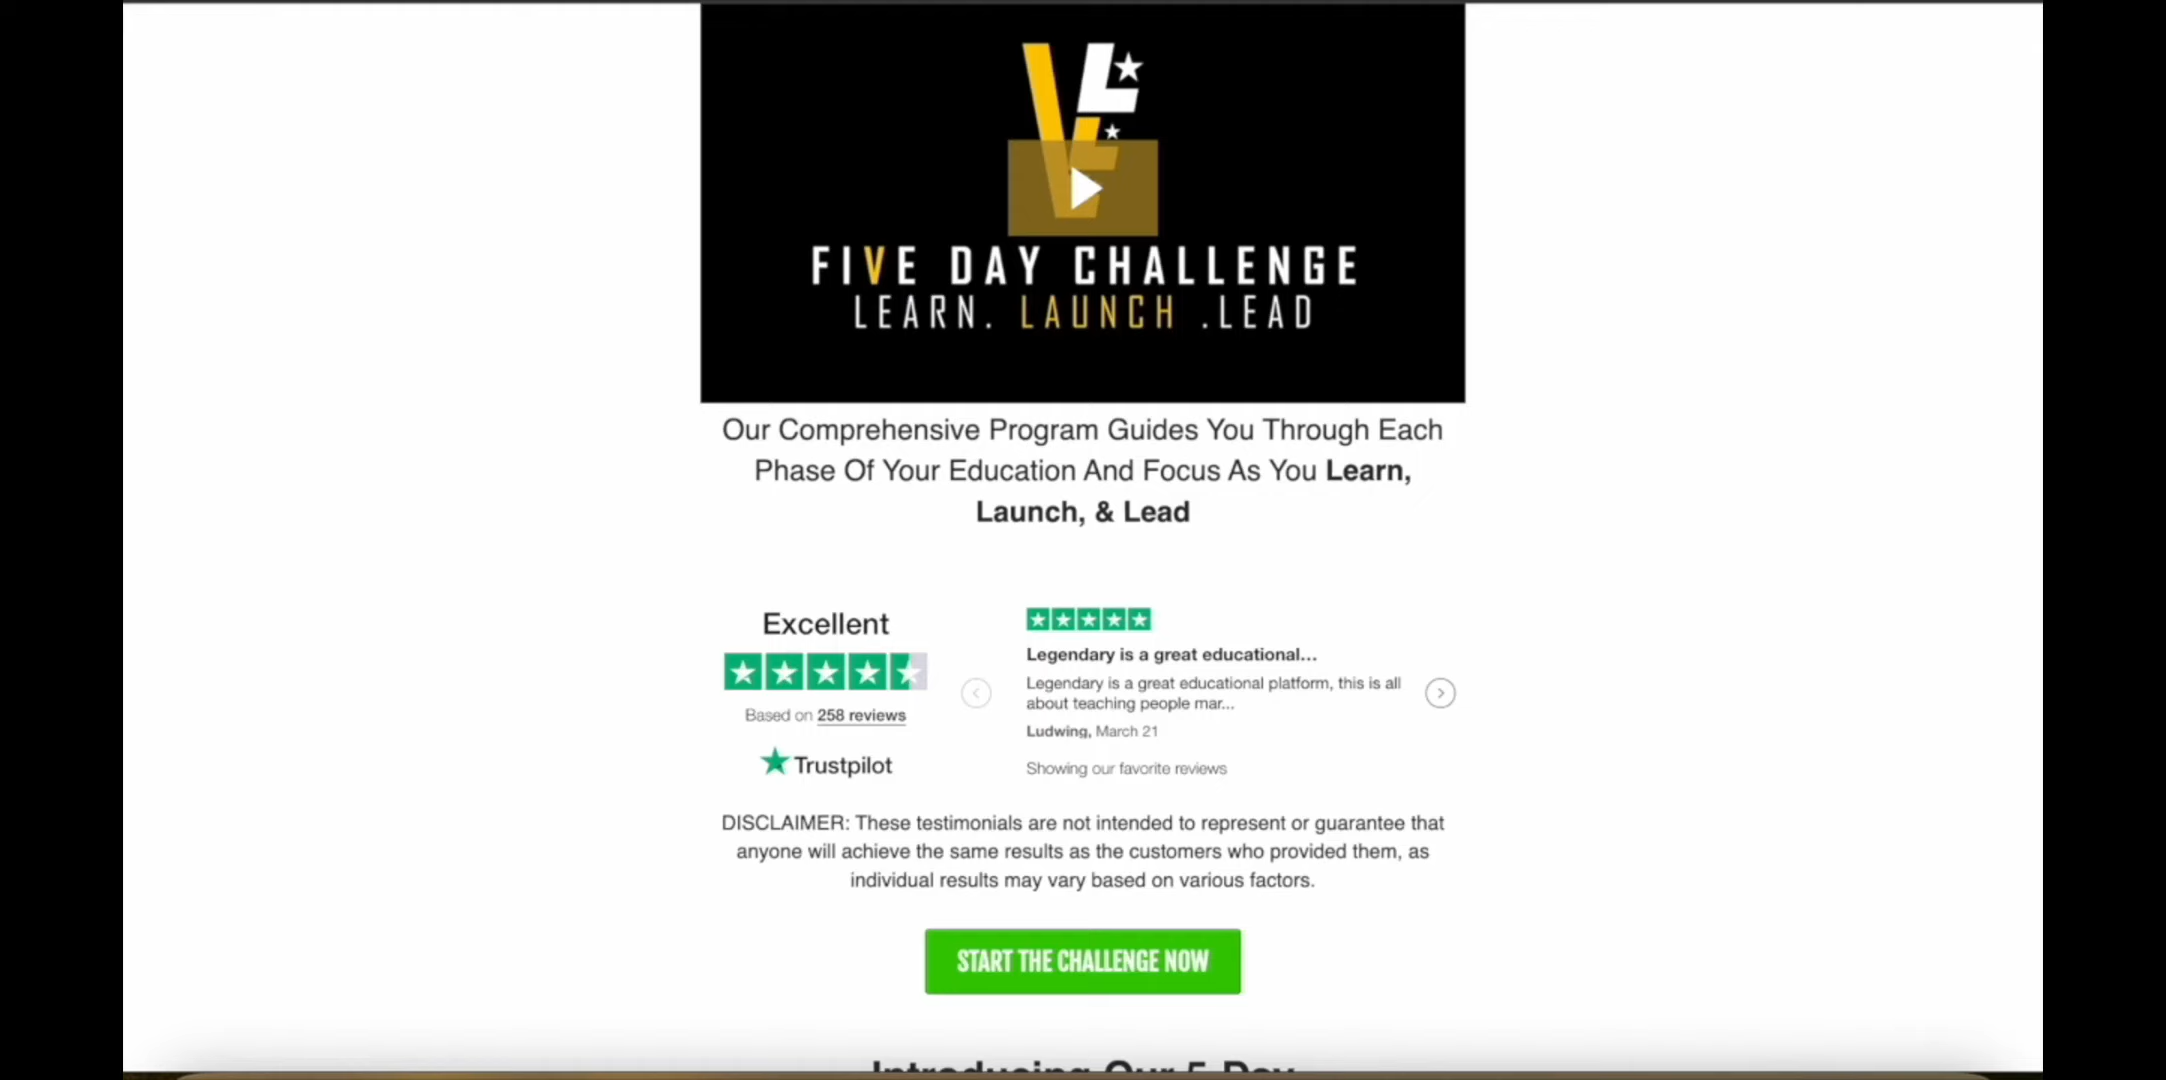 FIVE DAY CHALLENGE
LEARN. LAUNCH .LEAD
Our Comprehensive Program Guides You Through Each
Phase Of Your Education And Focus As You Learn,
Launch, & Lead
Excellent
Based on 258 reviews
Trustpilot
Legendary is a great educational...
Legendary is a great educational platform, this is all
about teaching people mar...
Ludwing, March 21
Showing our favorite reviews
DISCLAIMER: These testimonials are not intended to represent or guarantee that
anyone will achieve the same results as the customers who provided them, as
individual results may vary based on various factors.
START THE CHALLENGE NOW
Introducing Our 5 Day